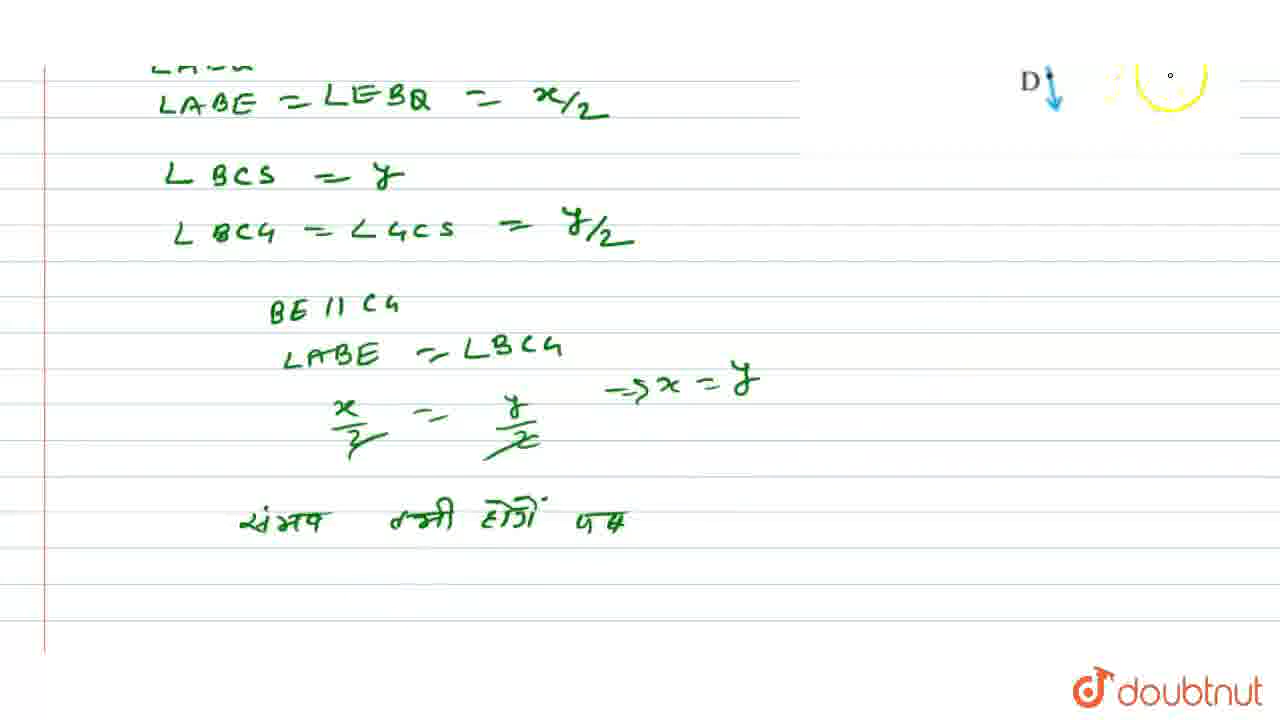 ∠ABE = ∠EBQ = x/2
D
∠BCS = y
∠BCG = ∠GCS = y/2
BE || CG
∠ABE = ∠BCG
x/2 = y/2 => x = y
संभव तभी होगें जब
doubtnut